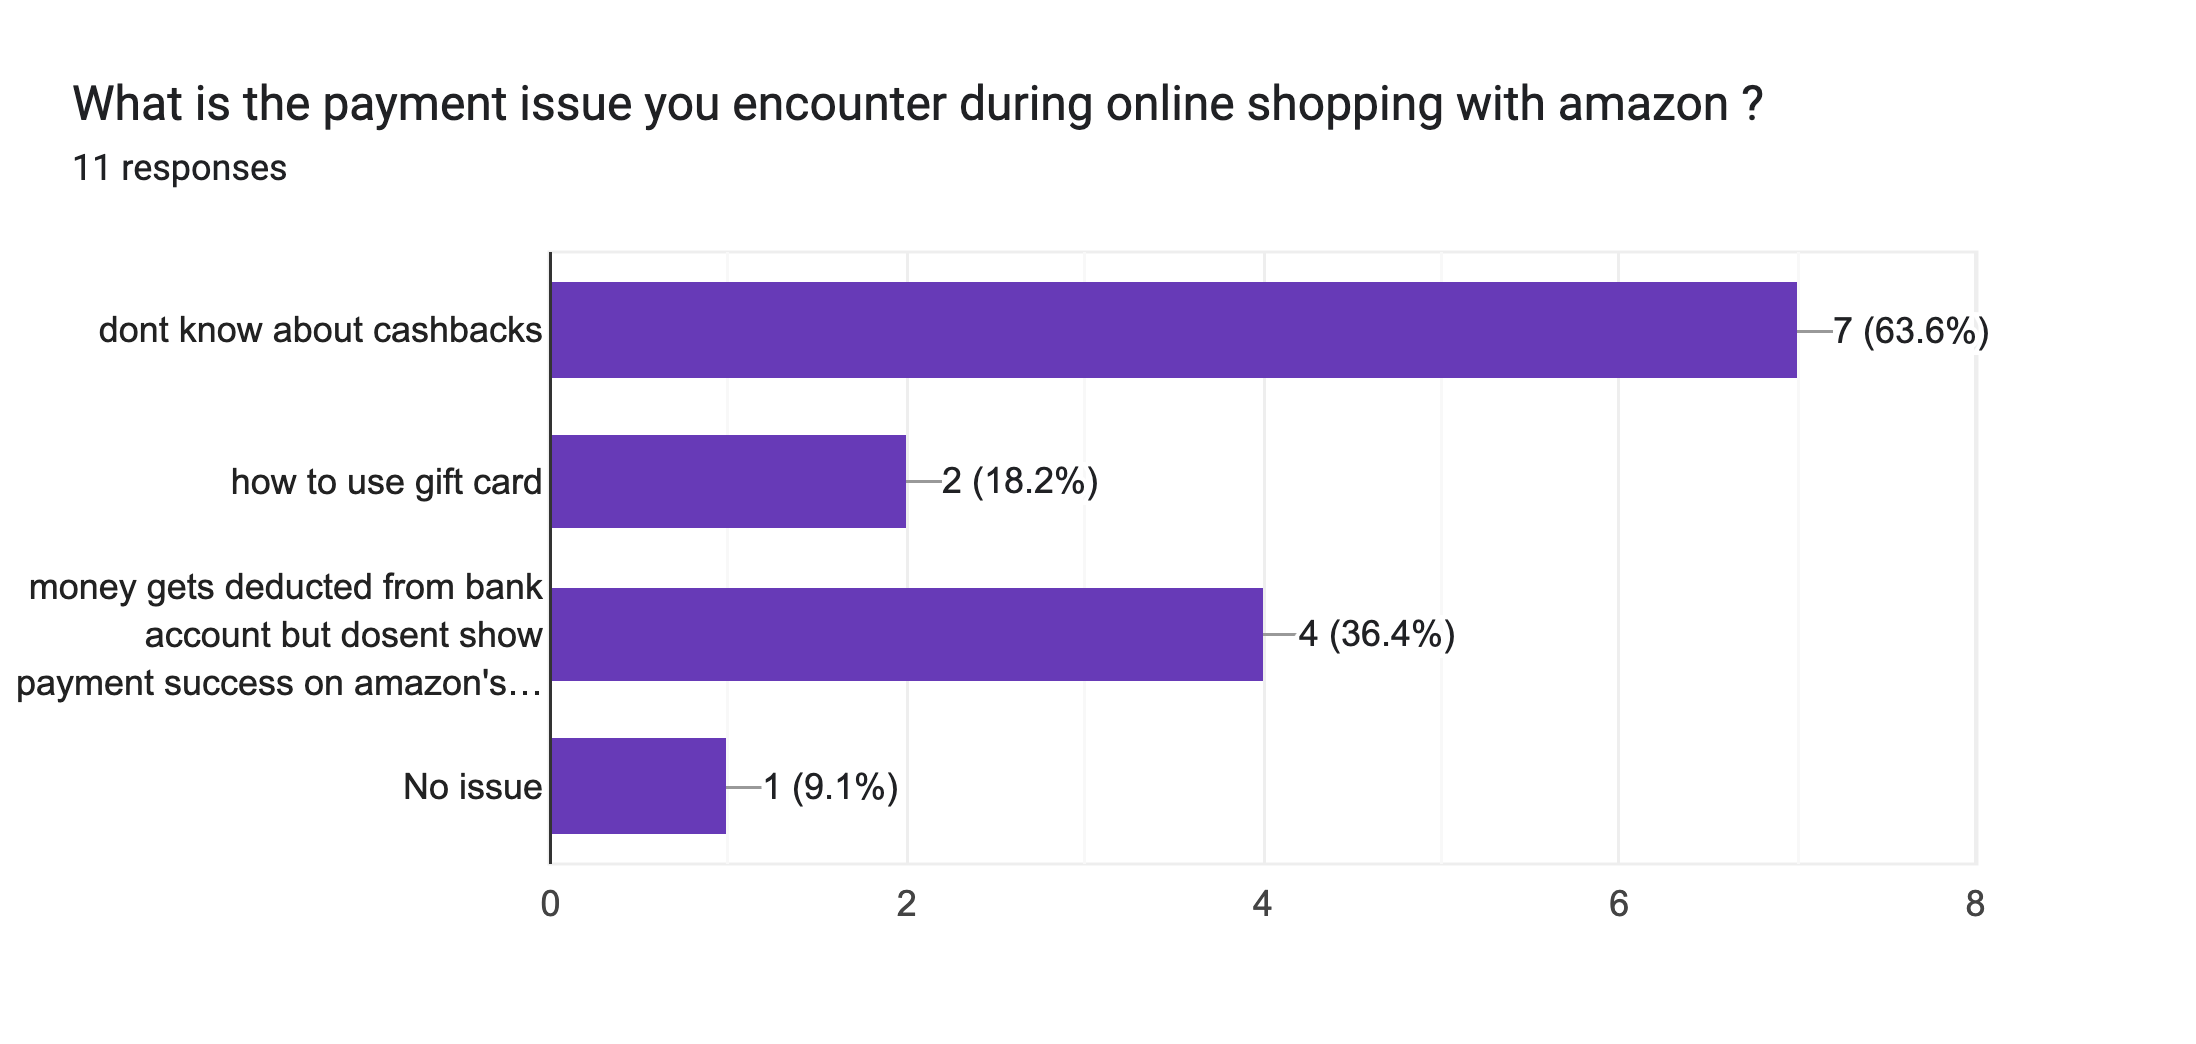 What is the payment issue you encounter during online shopping with amazon ?
11 responses
dont know about cashbacks
7 (63.6%)
how to use gift card
2 (18.2%)
money gets deducted from bank
account but dosent show
payment success on amazon's…
4 (36.4%)
No issue
1 (9.1%)
0
2
4
6
8